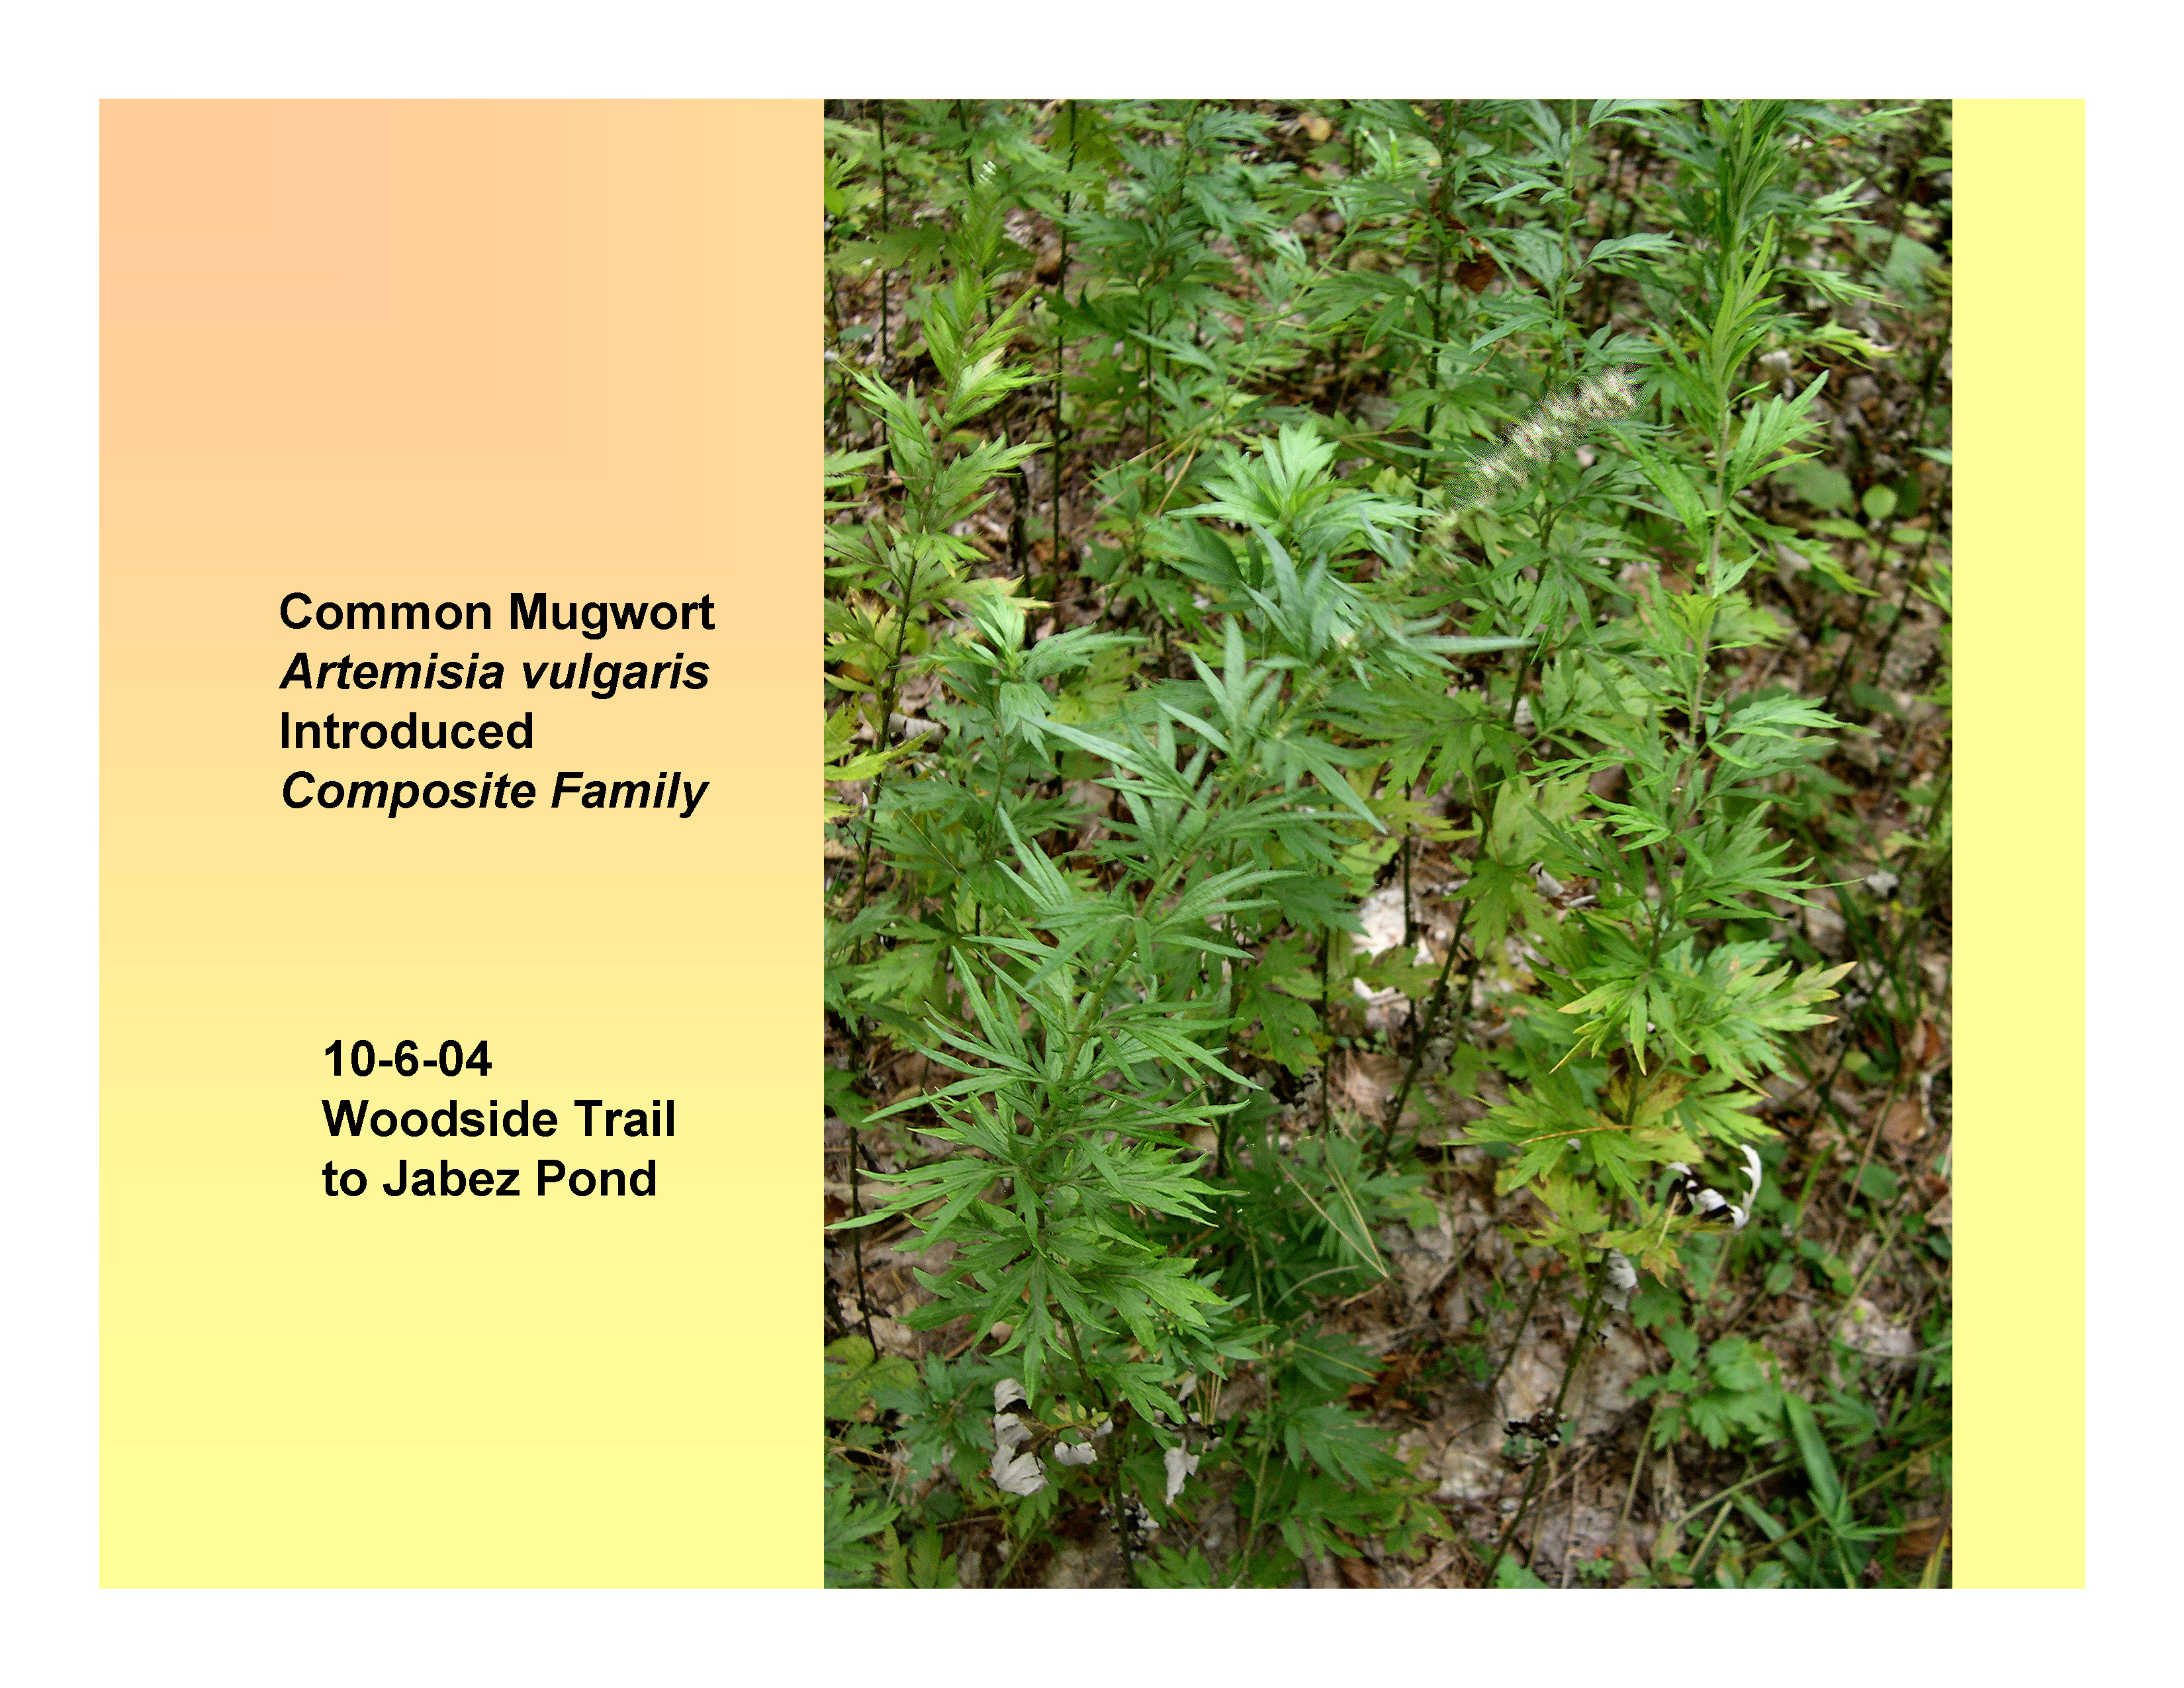 Common Mugwort
Artemisia vulgaris
Introduced
Composite Family
10-6-04
Woodside Trail
to Jabez Pond